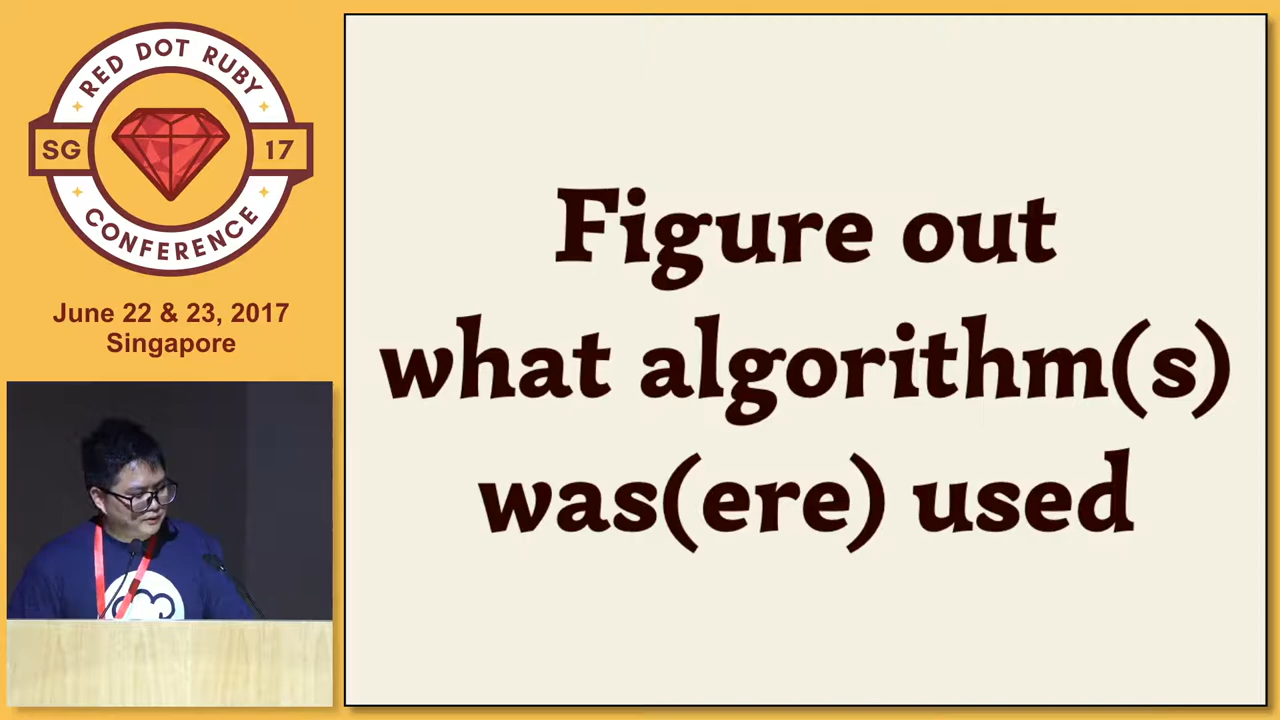 RED DOT RUBY
SG 17
CONFERENCE
June 22 & 23, 2017
Singapore
Figure out
what algorithm(s)
was(ere) used